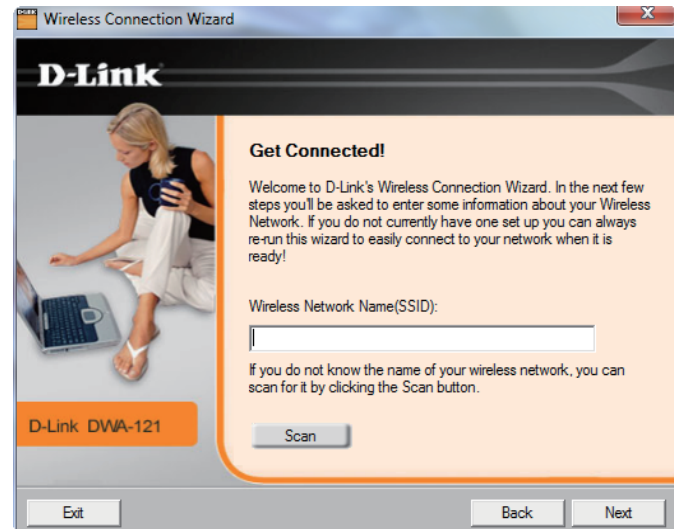 Wireless Connection Wizard
D-Link
Get Connected!
Welcome to D-Link's Wireless Connection Wizard. In the next few
steps you'll be asked to enter some information about your Wireless
Network. If you do not currently have one set up you can always
re-run this wizard to easily connect to your network when it is
ready!
Wireless Network Name(SSID):
If you do not know the name of your wireless network, you can
scan for it by clicking the Scan button.
D-Link DWA-121
Scan
Exit
Back
Next